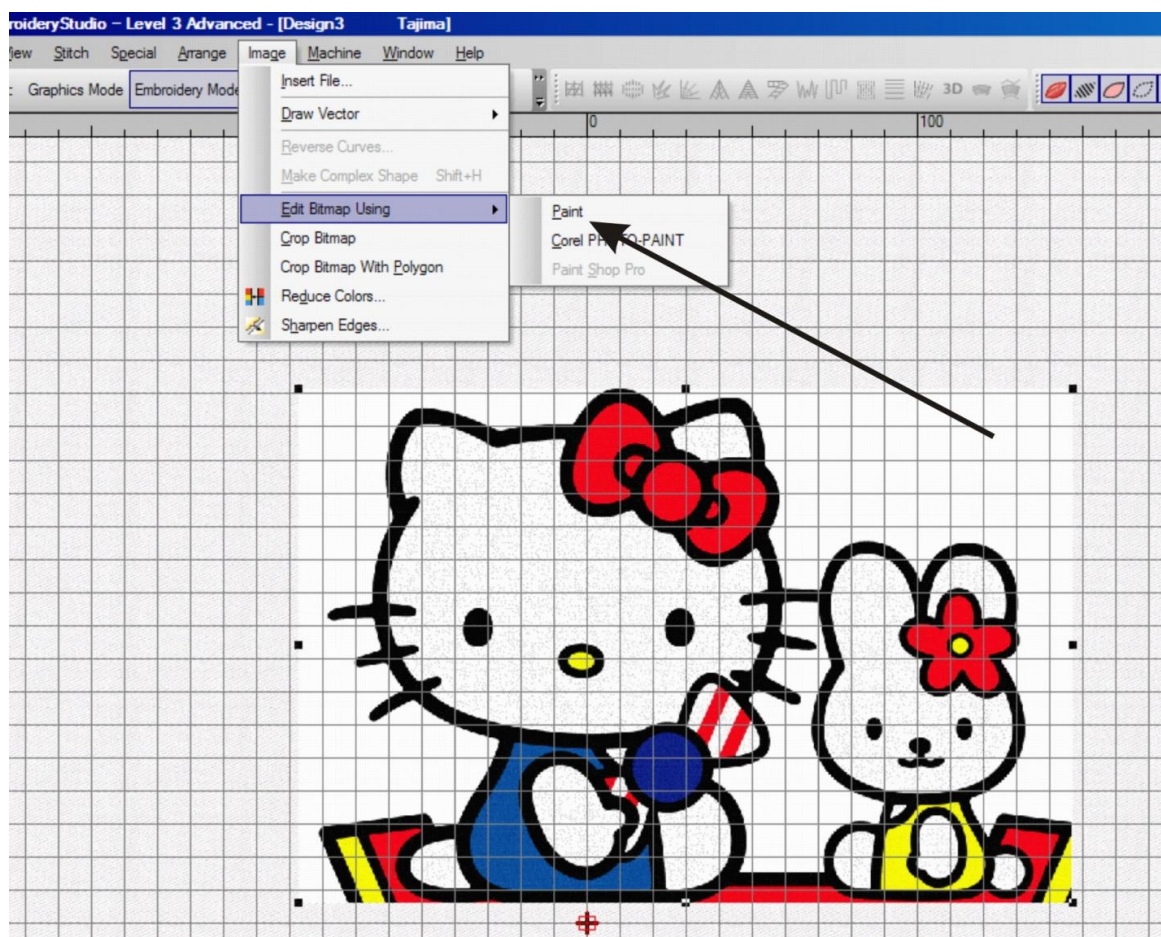 roideryStudio – Level 3 Advanced - [Design3 Tajima]
iew Stitch Special Arrange Image Machine Window Help
Graphics Mode Embroidery Mode 3D
0 100
Insert File...
Draw Vector
Reverse Curves...
Make Complex Shape Shift+H
Edit Bitmap Using
Crop Bitmap
Crop Bitmap With Polygon
Reduce Colors...
Sharpen Edges...
Paint
Corel PHOTO-PAINT
Paint Shop Pro